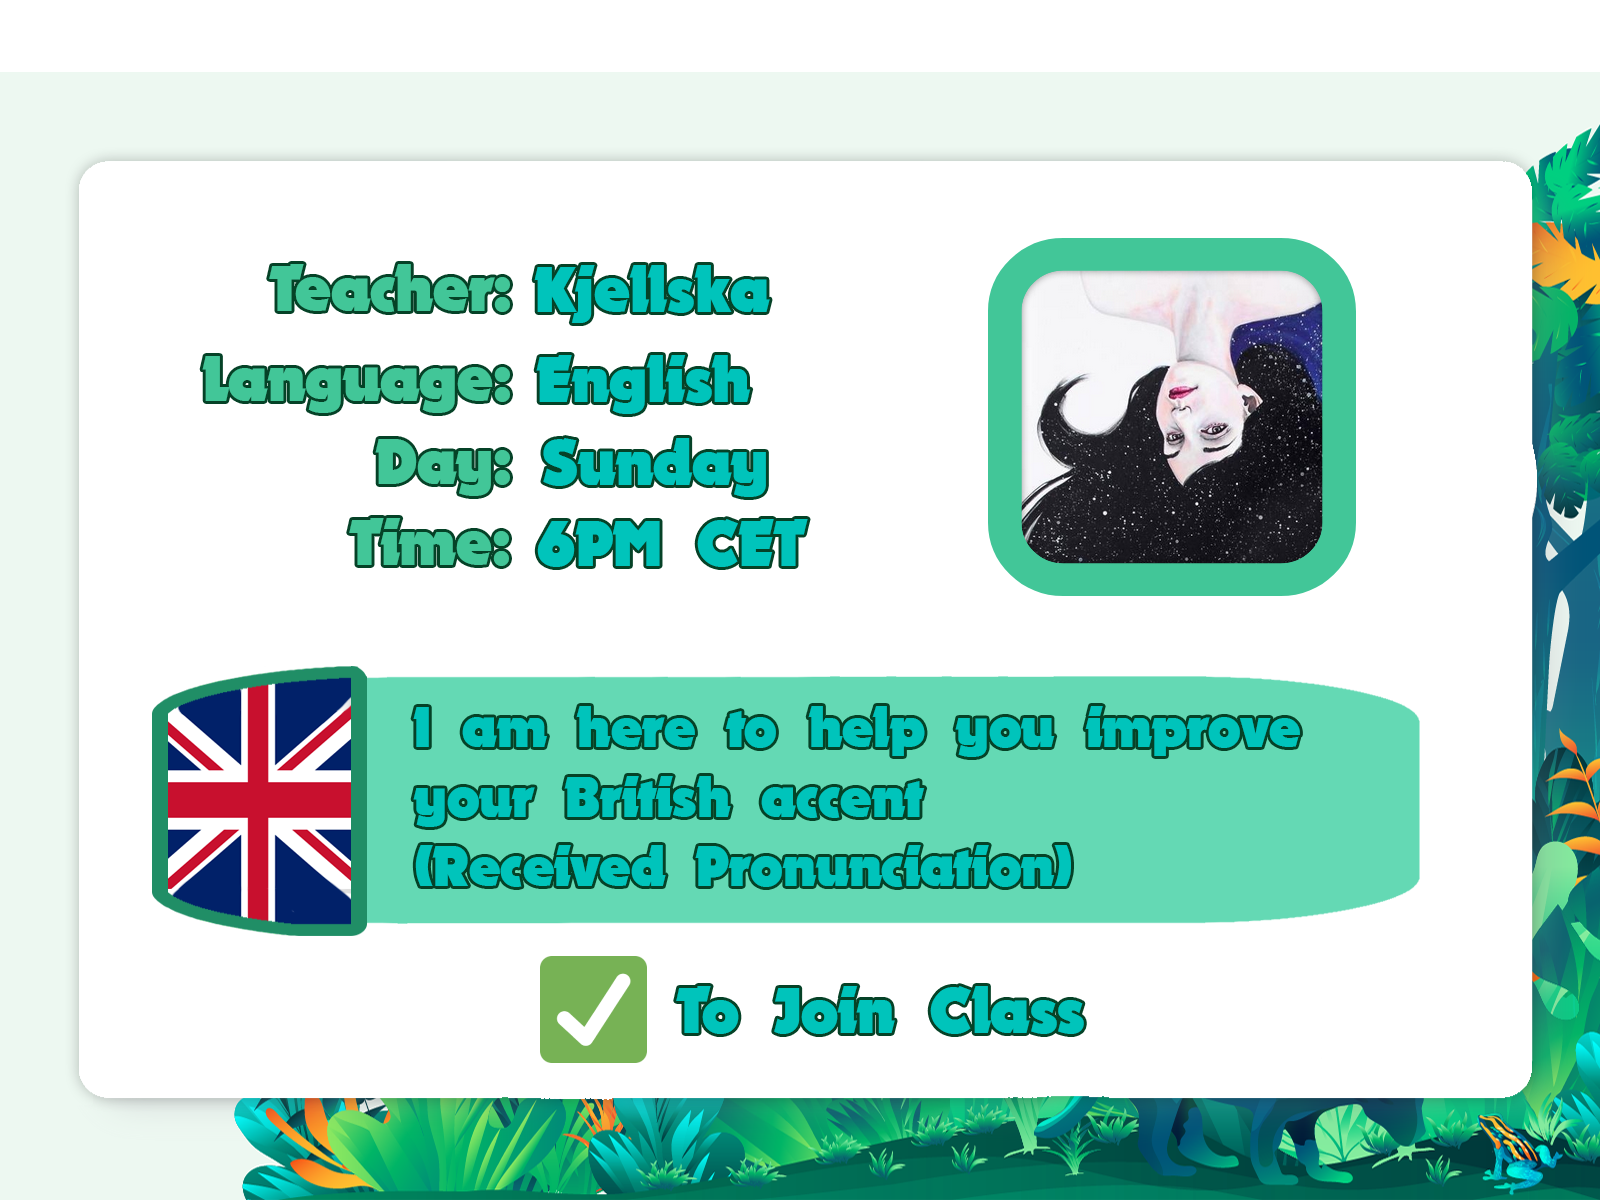 Teacher: Kjellska
Language: English
Day: Sunday
Time: 6PM CET
I am here to help you improve
your British accent
(Received Pronunciation)
To Join Class